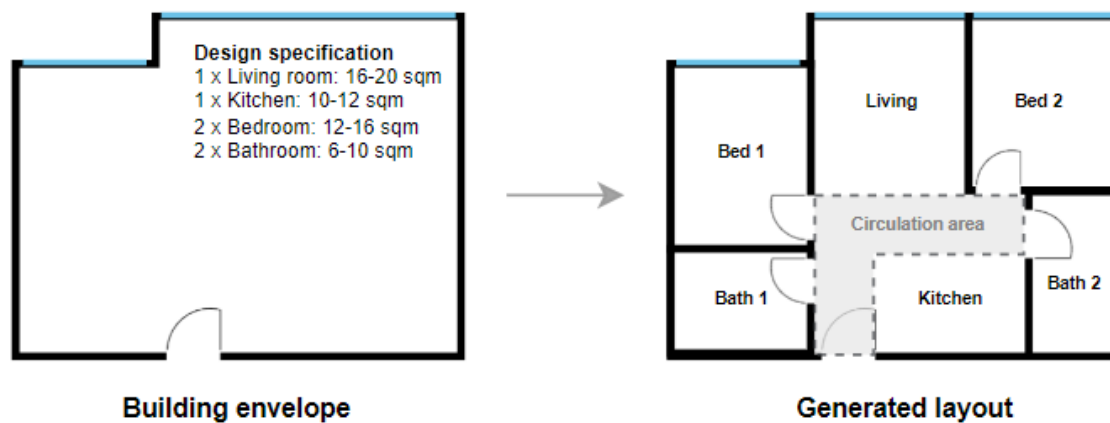 Design specification
1 x Living room: 16-20 sqm
1 x Kitchen: 10-12 sqm
2 x Bedroom: 12-16 sqm
2 x Bathroom: 6-10 sqm
Building envelope
Living
Bed 2
Bed 1
Circulation area
Bath 1
Kitchen
Bath 2
Generated layout